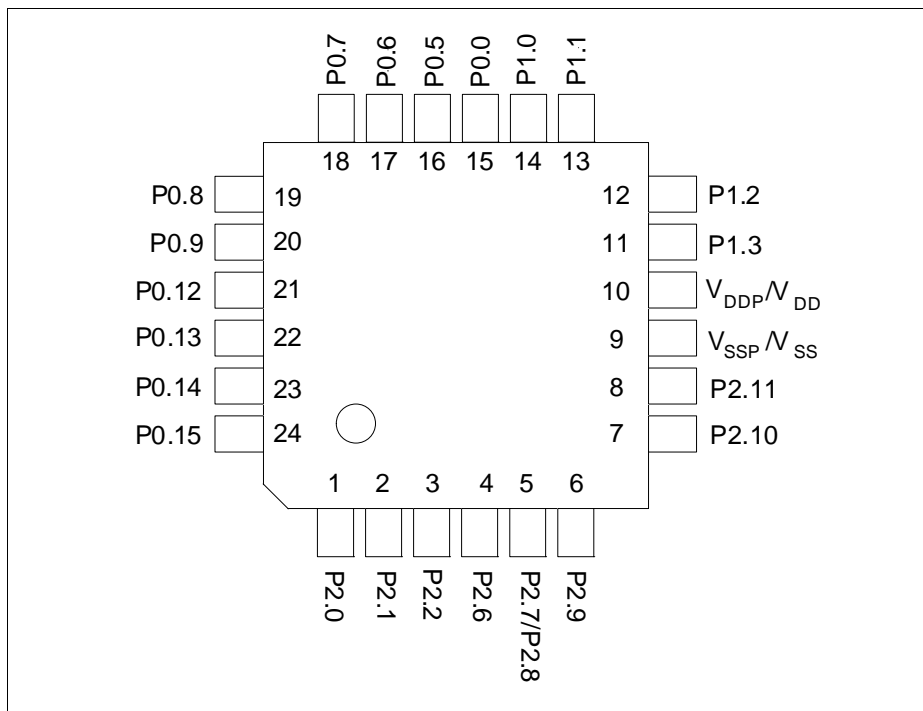 P0.7 P0.6 P0.5 P0.0 P1.0 P1.1
18 17 16 15 14 13
P0.8 19 12 P1.2
P0.9 20 11 P1.3
P0.12 21 10 VDDP/VDD
P0.13 22 9 VSSP/VSS
P0.14 23 8 P2.11
P0.15 24 7 P2.10
1 2 3 4 5 6
P2.0 P2.1 P2.2 P2.6 P2.7/P2.8 P2.9